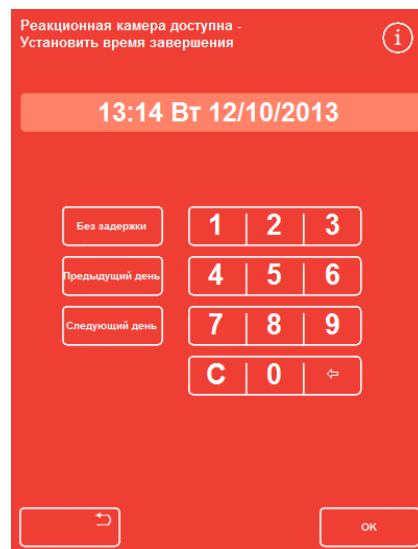 Реакционная камера доступна -
Установить время завершения
i
13:14 Вт 12/10/2013
Без задержки
1 2 3
Предыдущий день
4 5 6
Следующий день
7 8 9
C 0 ⇦
ОК